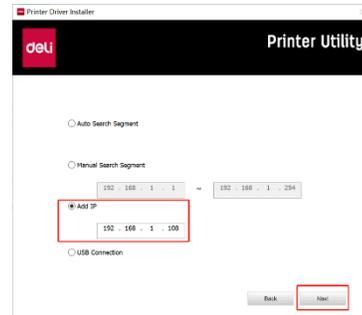 Printer Driver Installer
deli
Printer Utility
Auto Search Segment
Manual Search Segment
192 . 168 . 1 . 1 ~ 192 . 168 . 1 . 254
Add IP
192 . 168 . 1 . 108
USB Connection
Back Next